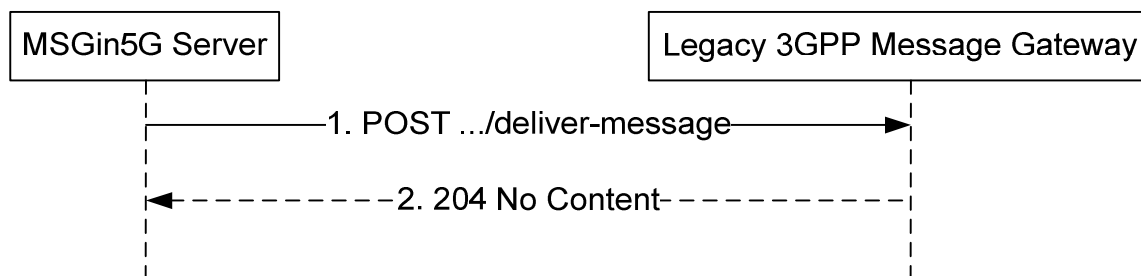 MSGin5G Server
Legacy 3GPP Message Gateway
1. POST .../deliver-message
2. 204 No Content